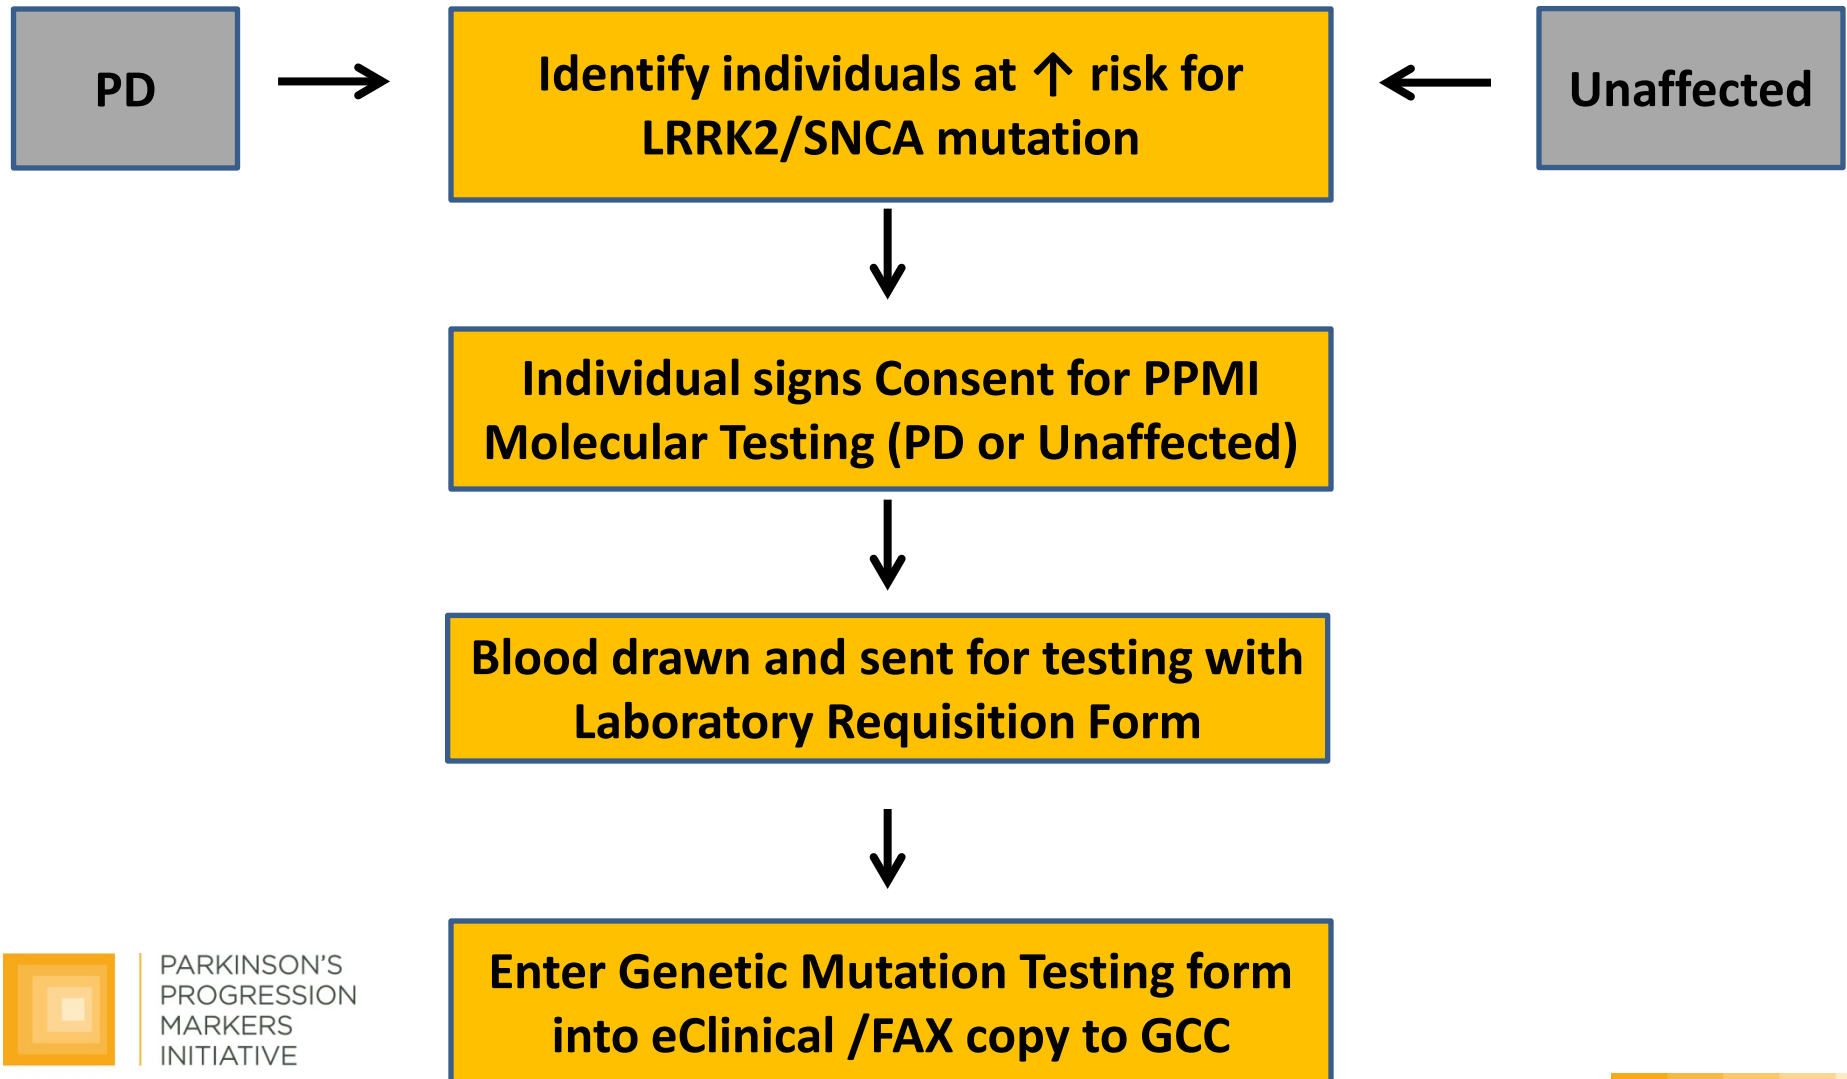 PD
Identify individuals at ↑ risk for
LRRK2/SNCA mutation
Unaffected
Individual signs Consent for PPMI
Molecular Testing (PD or Unaffected)
Blood drawn and sent for testing with
Laboratory Requisition Form
Enter Genetic Mutation Testing form
into eClinical /FAX copy to GCC
PARKINSON'S
PROGRESSION
MARKERS
INITIATIVE